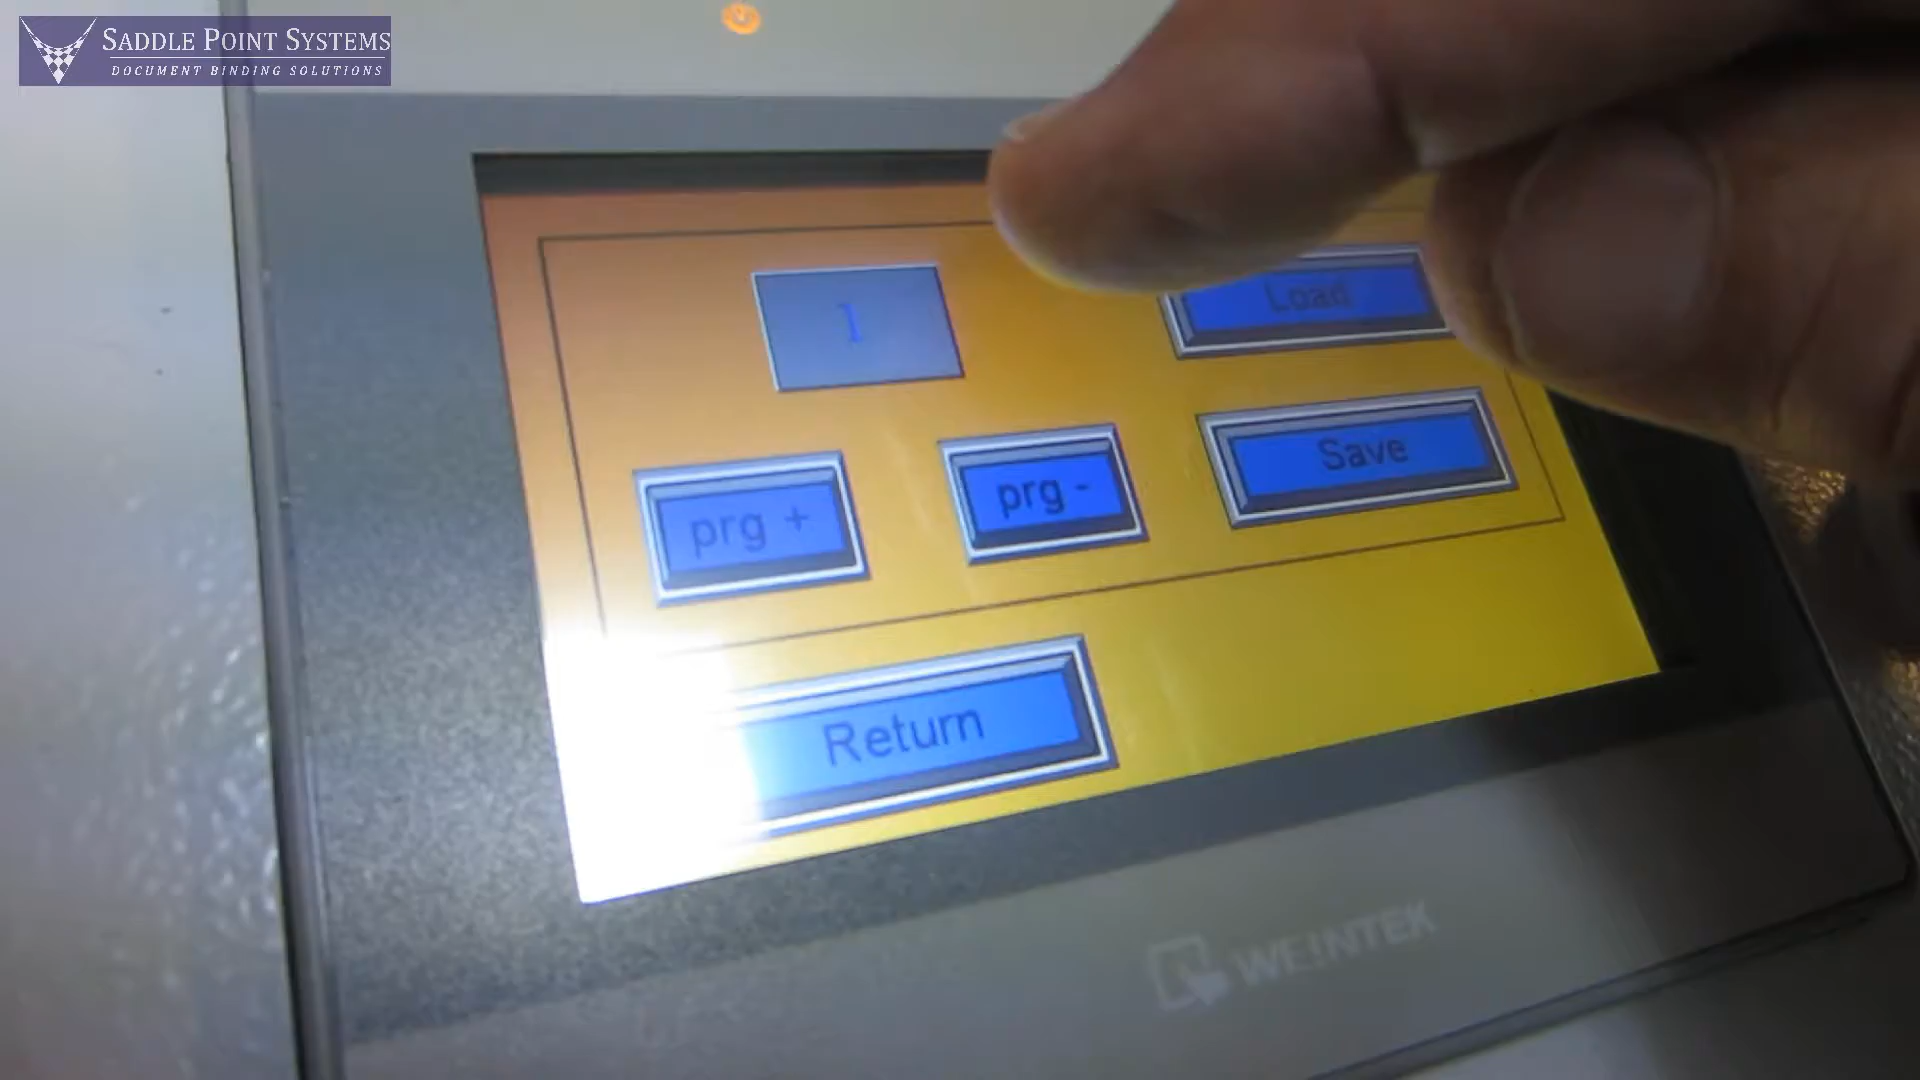 SADDLE POINT SYSTEMS
DOCUMENT BINDING SOLUTIONS
1
Load
prg +
prg -
Save
Return
WEINTEK